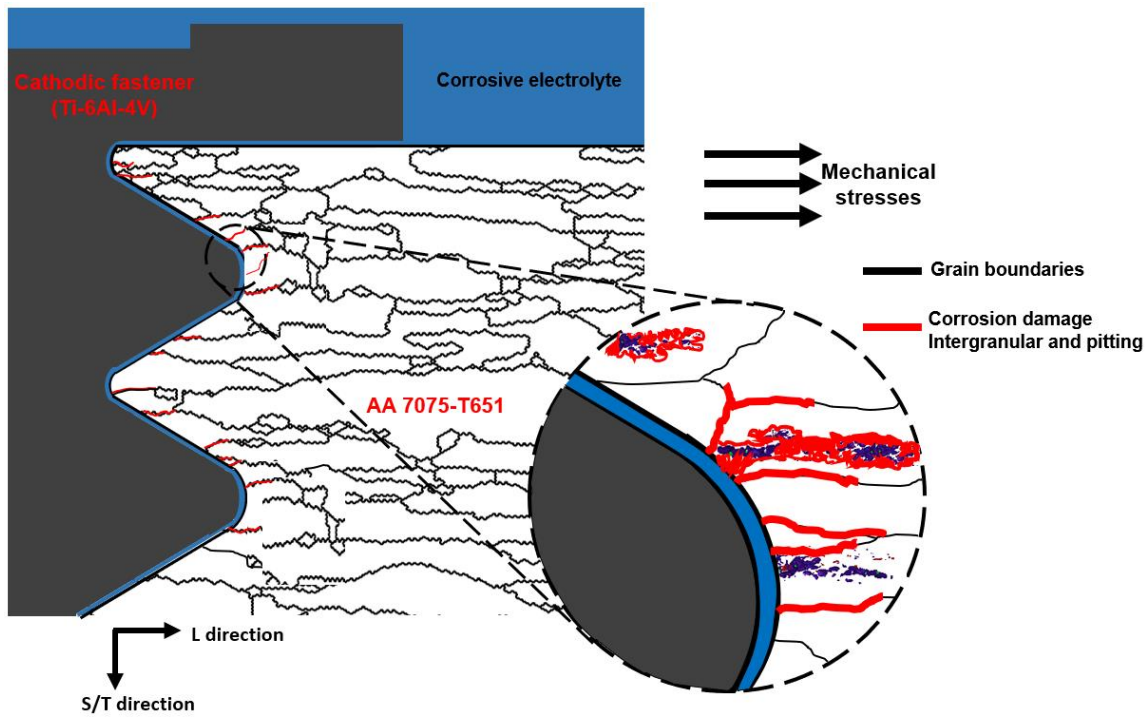 Cathodic fastener
(Ti-6Al-4V)
Corrosive electrolyte
Mechanical
stresses
Grain boundaries
Corrosion damage
Intergranular and pitting
AA 7075-T651
L direction
S/T direction